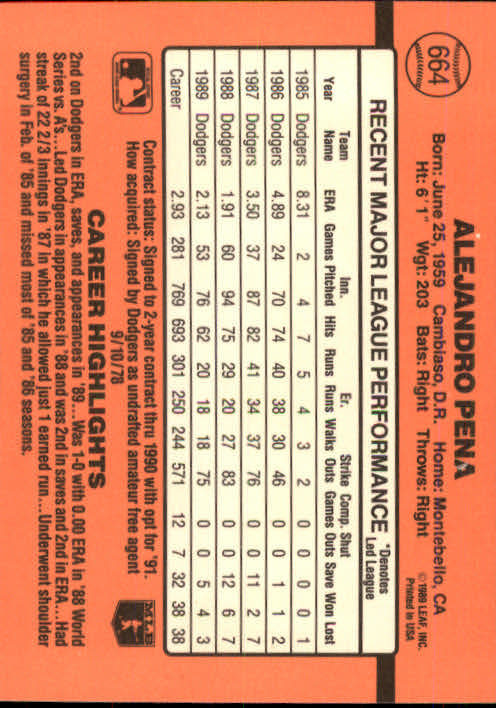 664
ALEJANDRO PENA
Born: June 25, 1959 Cambiaso, D.R. Home: Montebello, CA
Ht: 6' 1" Wgt: 203 Bats: Right Throws: Right
© 1989 LEAF, INC.
Printed in USA
RECENT MAJOR LEAGUE PERFORMANCE
*Denotes
Led League
Team Inn. Er. Strike Comp. Shut
Year Name ERA Games Pitched Hits Runs Runs Walks Outs Games Outs Save Won Lost
1985 Dodgers 8.31 2 4 7 5 4 3 2 0 0 0 0 1
1986 Dodgers 4.89 24 70 74 40 38 30 46 0 0 1 1 2
1987 Dodgers 3.50 37 87 82 41 34 37 76 0 0 11 2 7
1988 Dodgers 1.91 60 94 75 29 20 27 83 0 0 12 6 7
1989 Dodgers 2.13 53 76 62 20 18 18 75 0 0 5 4 3
Career 2.93 281 769 693 301 250 244 571 12 7 32 38 38
Contract status: Signed to 2-year contract thru 1990 with opt for '91.
How acquired: Signed by Dodgers as undrafted amateur free agent
9/10/78
MLB
CAREER HIGHLIGHTS
2nd on Dodgers in ERA, saves, and appearances in '89...Was 1-0 with 0.00 ERA in '88 World
Series vs. A's...Led Dodgers in appearances in '88 and was 2nd in saves and 2nd in ERA...Had
streak of 22 2/3 innings in '87 in which he allowed just 1 earned run...Underwent shoulder
surgery in Feb. of '85 and missed most of '85 and '86 seasons.